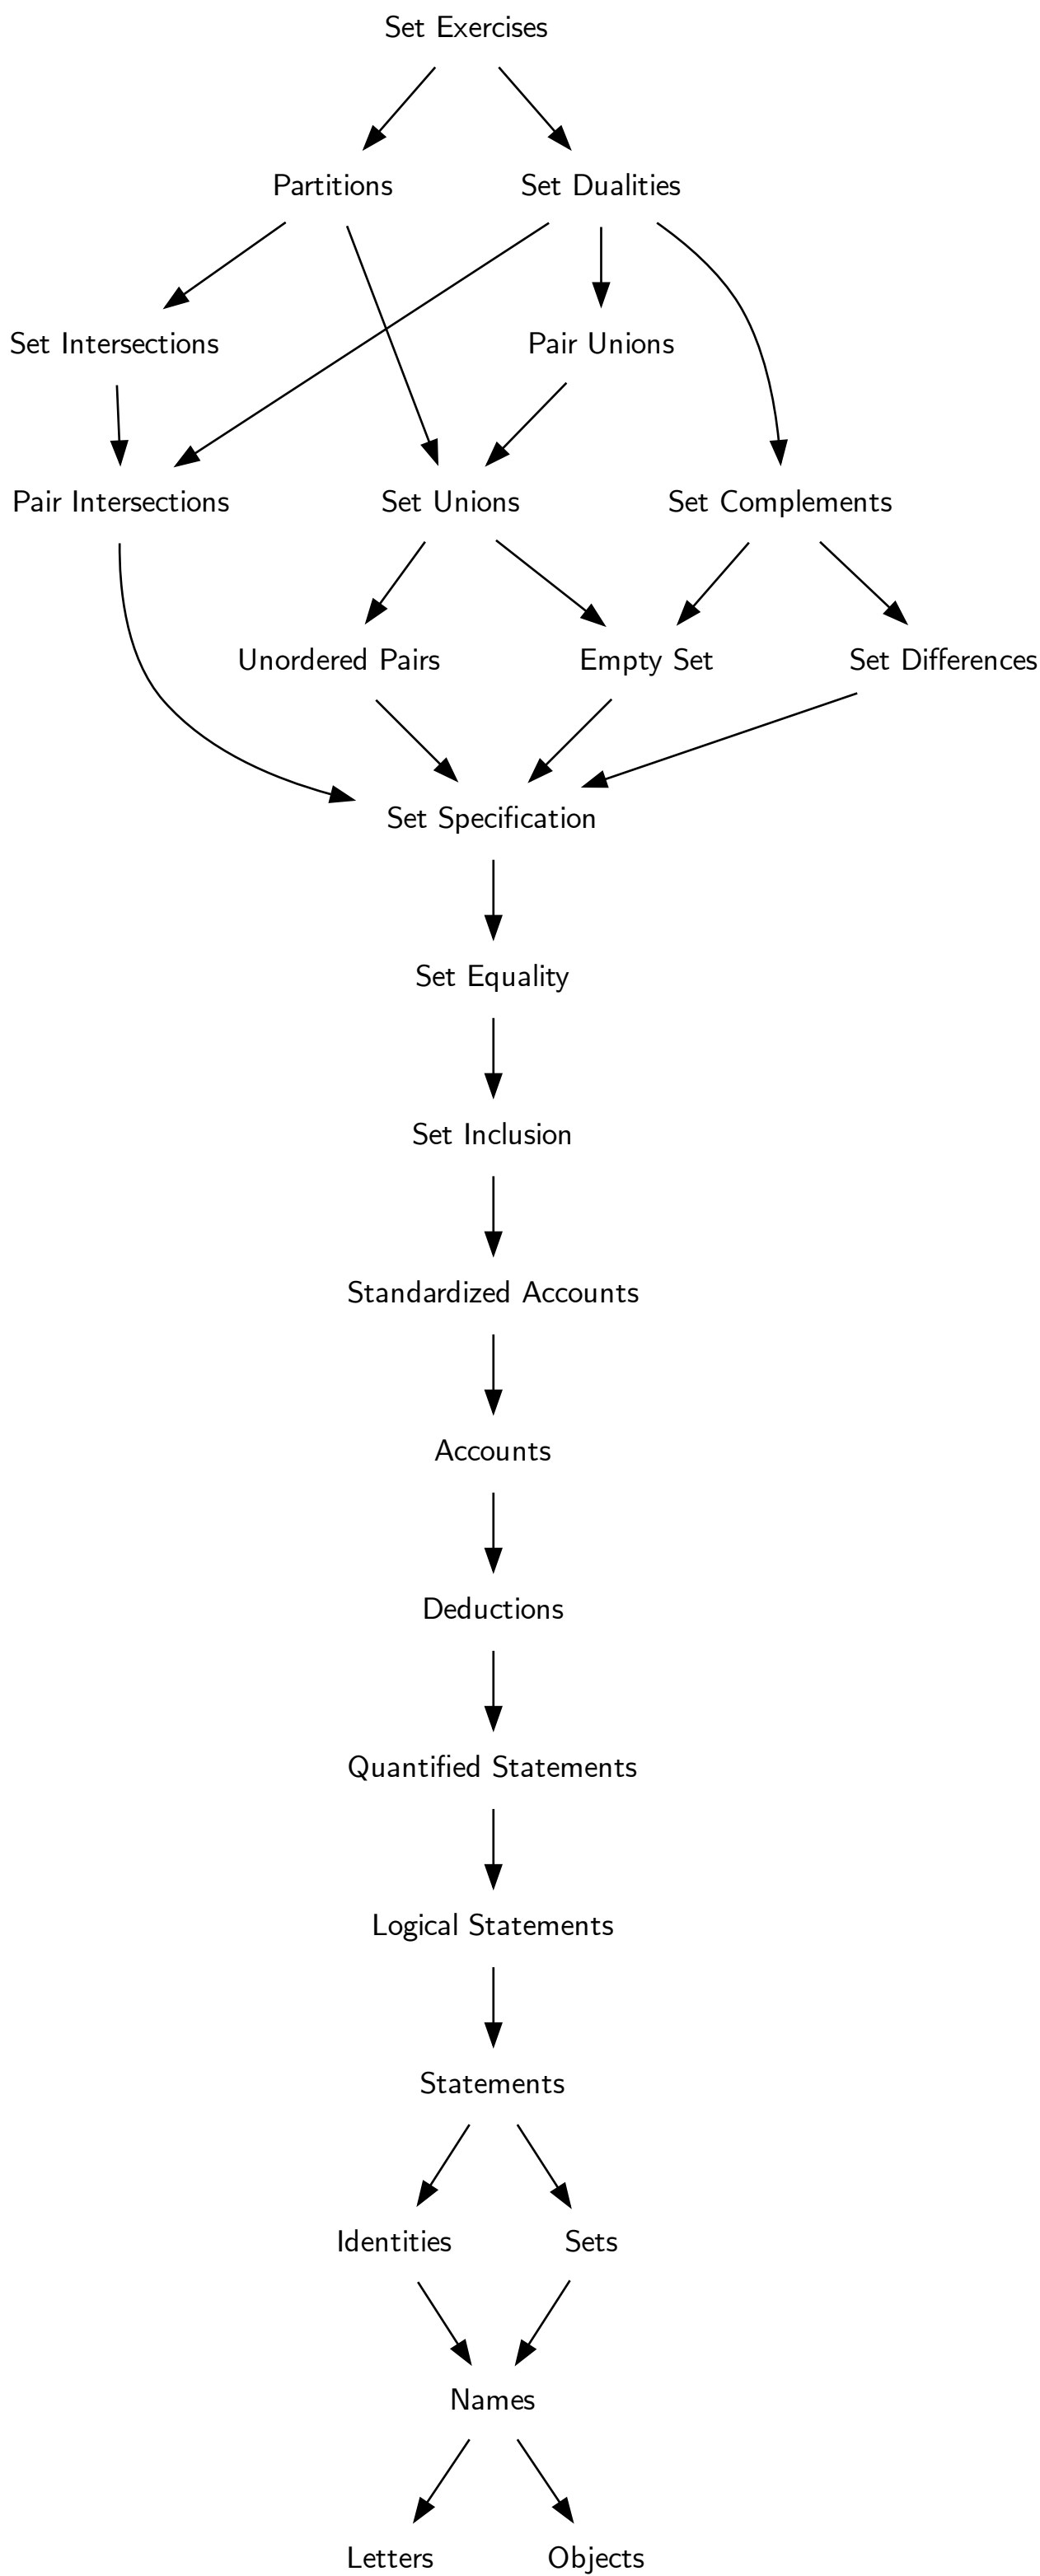 Set Exercises
Partitions
Set Dualities
Set Intersections
Pair Unions
Pair Intersections
Set Unions
Set Complements
Unordered Pairs
Empty Set
Set Differences
Set Specification
Set Equality
Set Inclusion
Standardized Accounts
Accounts
Deductions
Quantified Statements
Logical Statements
Statements
Identities
Sets
Names
Letters
Objects